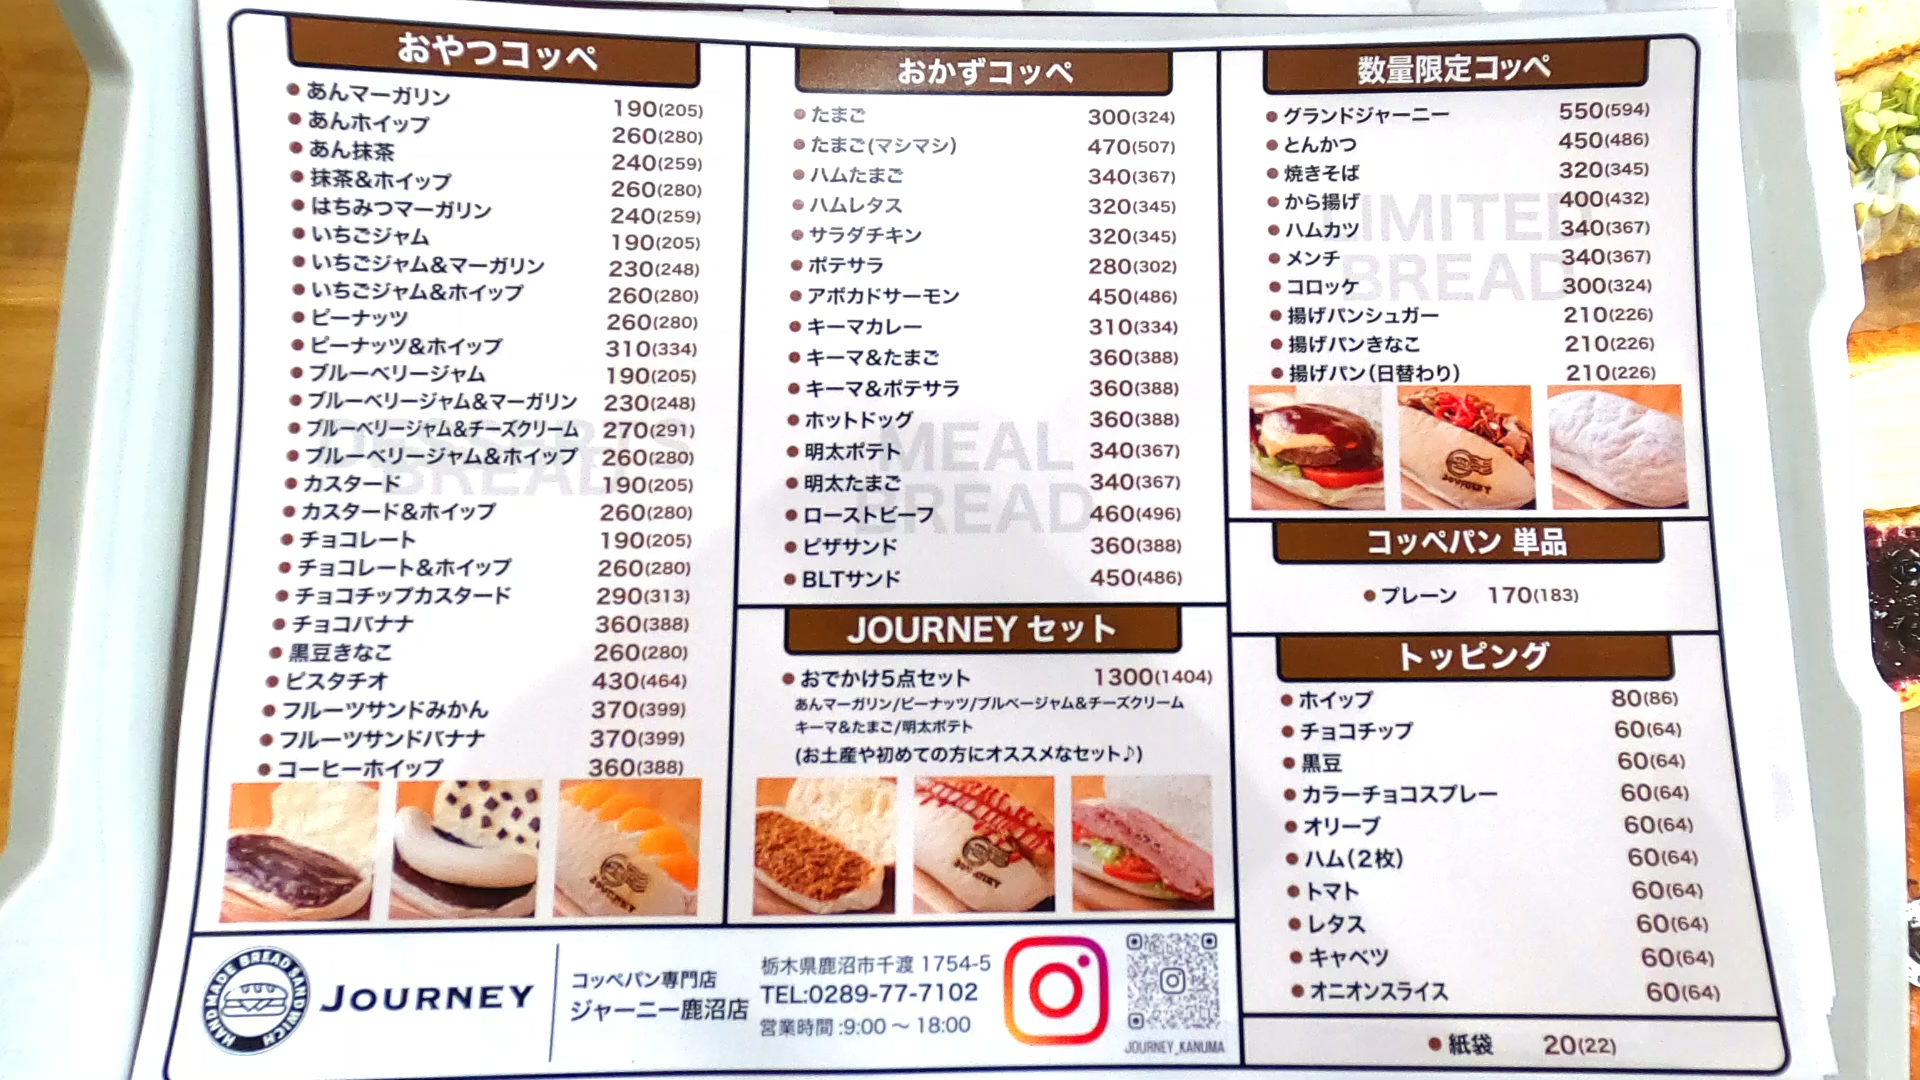 おやつコッペ
あんマーガリン 190(205)
あんホイップ 260(280)
あん抹茶 240(259)
抹茶&ホイップ 260(280)
はちみつマーガリン 240(259)
いちごジャム 190(205)
いちごジャム&マーガリン 230(248)
いちごジャム&ホイップ 260(280)
ピーナッツ 260(280)
ピーナッツ&ホイップ 310(334)
ブルーベリージャム 190(205)
ブルーベリージャム&マーガリン 230(248)
ブルーベリージャム&チーズクリーム 270(291)
ブルーベリージャム&ホイップ 260(280)
カスタード 190(205)
カスタード&ホイップ 260(280)
チョコレート 190(205)
チョコレート&ホイップ 260(280)
チョコチップカスタード 290(313)
チョコバナナ 360(388)
黒豆きなこ 260(280)
ピスタチオ 430(464)
フルーツサンドみかん 370(399)
フルーツサンドバナナ 370(399)
コーヒーホイップ 360(388)
BREAD
おかずコッペ
たまご 300(324)
たまご(マシマシ) 470(507)
ハムたまご 340(367)
ハムレタス 320(345)
サラダチキン 320(345)
ポテサラ 280(302)
アボカドサーモン 450(486)
キーマカレー 310(334)
キーマ&たまご 360(388)
キーマ&ポテサラ 360(388)
ホットドッグ 360(388)
明太ポテト 340(367)
明太たまご 340(367)
ローストビーフ 460(496)
ピザサンド 360(388)
BLTサンド 450(486)
MEAL
BREAD
JOURNEY セット
おでかけ5点セット 1300(1404)
あんマーガリン/ピーナッツ/ブルベージャム&チーズクリーム
キーマ&たまご/明太ポテト
(お土産や初めての方にオススメなセット♪)
数量限定コッペ
グランドジャーニー 550(594)
とんかつ 450(486)
焼きそば 320(345)
から揚げ 400(432)
ハムカツ 340(367)
メンチ 340(367)
コロッケ 300(324)
揚げパンシュガー 210(226)
揚げパンきなこ 210(226)
揚げパン(日替わり) 210(226)
LIMITED
BREAD
コッペパン 単品
プレーン 170(183)
トッピング
ホイップ 80(86)
チョコチップ 60(64)
黒豆 60(64)
カラーチョコスプレー 60(64)
オリーブ 60(64)
ハム(2枚) 60(64)
トマト 60(64)
レタス 60(64)
キャベツ 60(64)
オニオンスライス 60(64)
紙袋 20(22)
JOURNEY
JOURNEY
JOURNEY
HANDMADE BREAD SANDWICH
JOURNEY
コッペパン専門店
ジャーニー鹿沼店
栃木県鹿沼市千渡 1754-5
TEL:0289-77-7102
営業時間:9:00 〜 18:00
JOURNEY_KANUMA